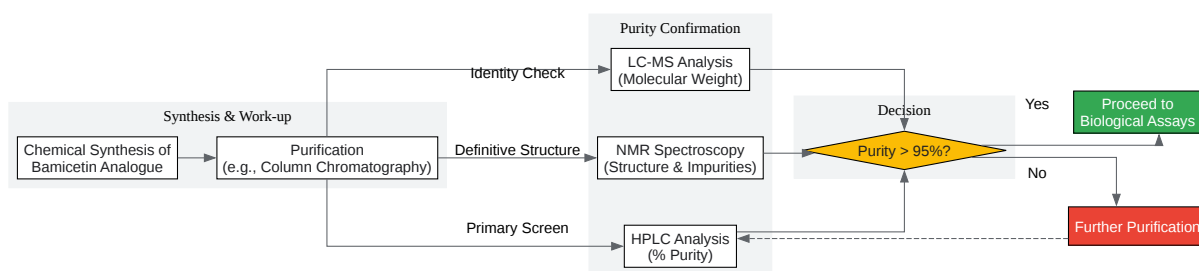 Synthesis & Work-up
Chemical Synthesis of
Bamicetin Analogue
Purification
(e.g., Column Chromatography)
Identity Check
Definitive Structure
Primary Screen
Purity Confirmation
LC-MS Analysis
(Molecular Weight)
NMR Spectroscopy
(Structure & Impurities)
HPLC Analysis
(% Purity)
Decision
Purity > 95%?
Yes
No
Proceed to
Biological Assays
Further Purification